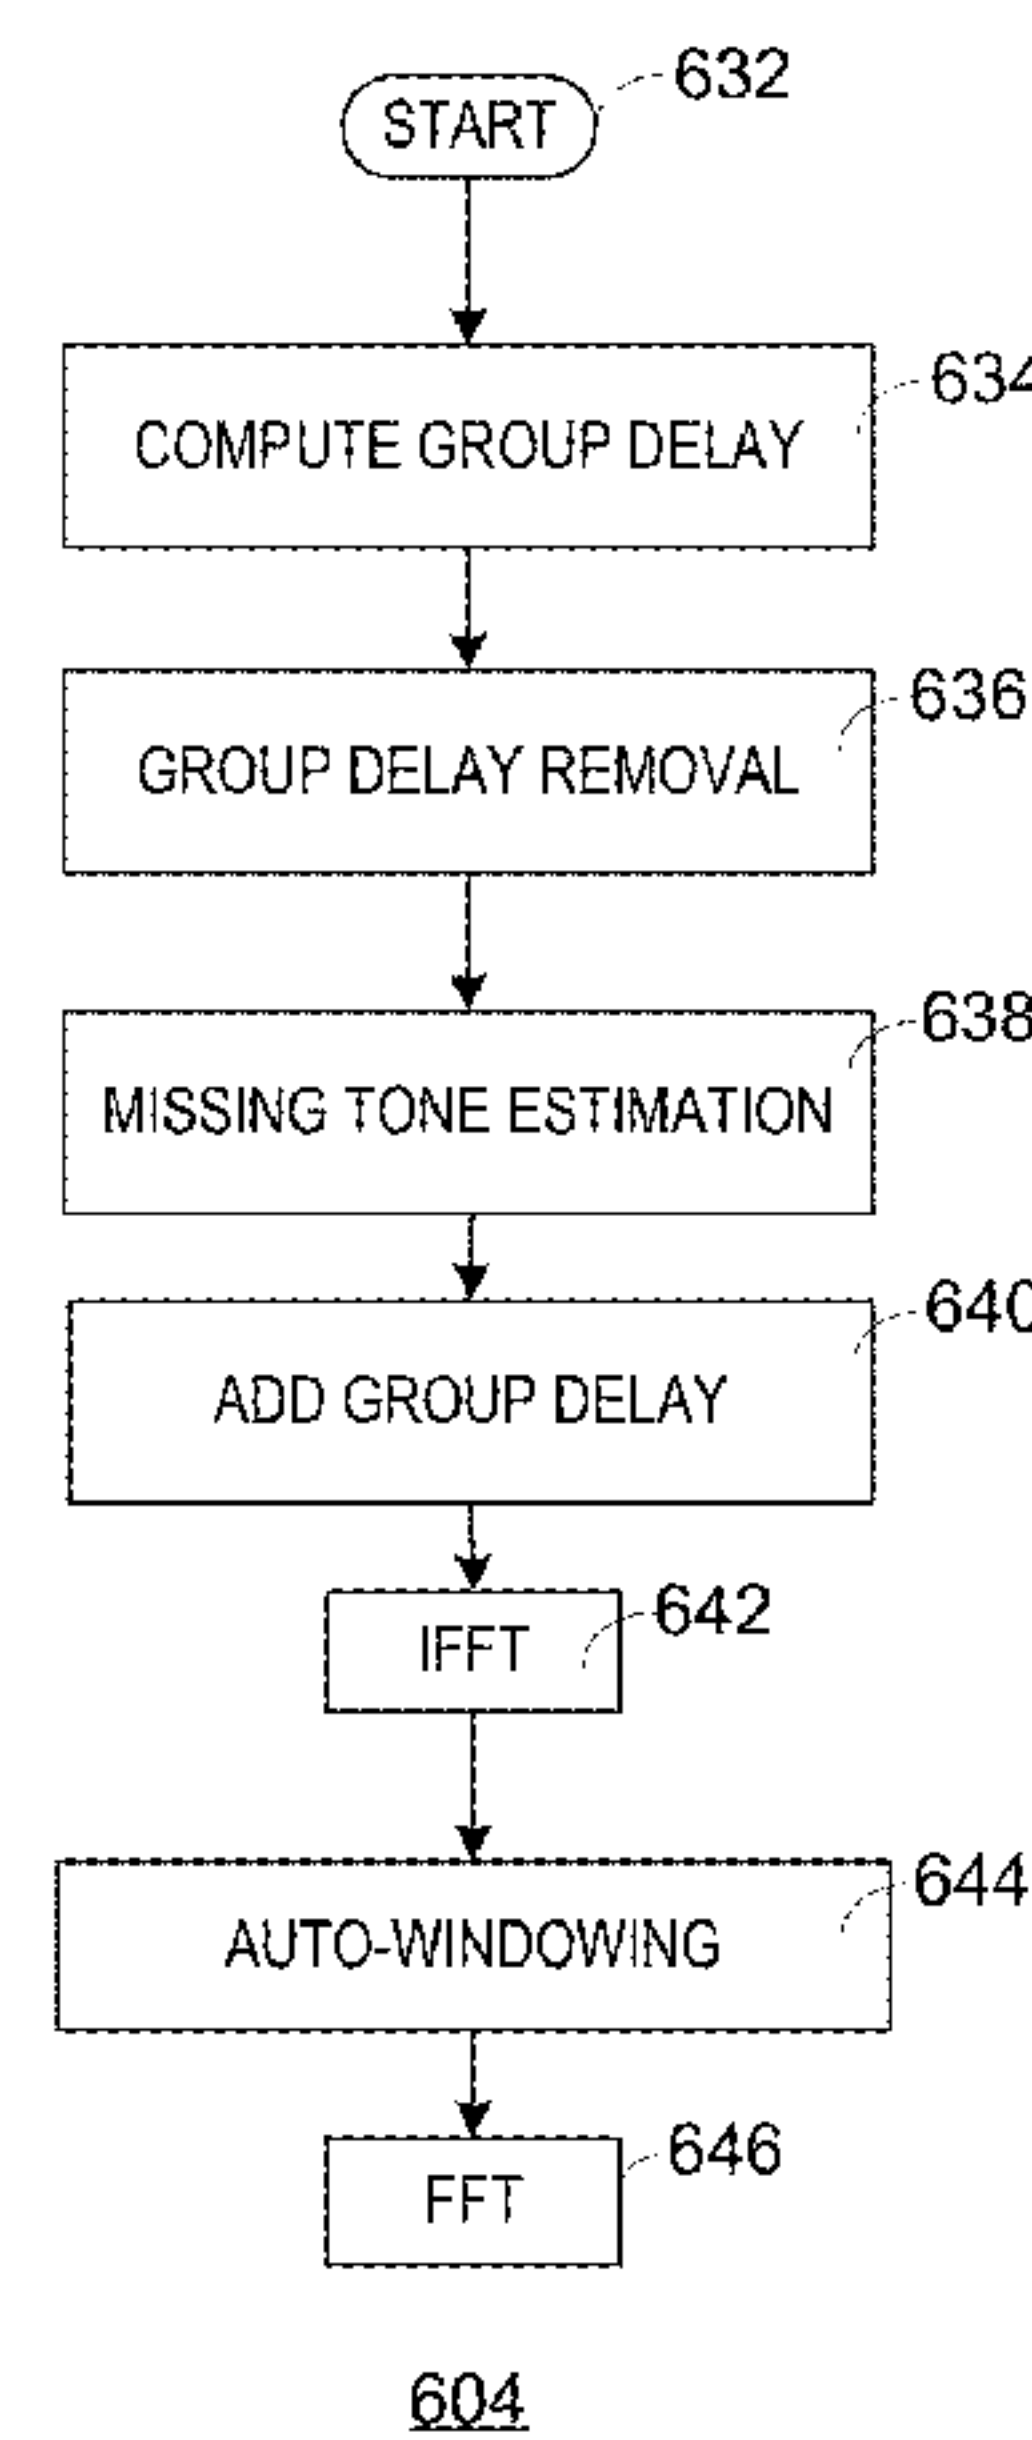 632
START
634
COMPUTE GROUP DELAY
636
GROUP DELAY REMOVAL
638
MISSING TONE ESTIMATION
640
ADD GROUP DELAY
642
IFFT
644
AUTO-WINDOWING
646
FFT
604